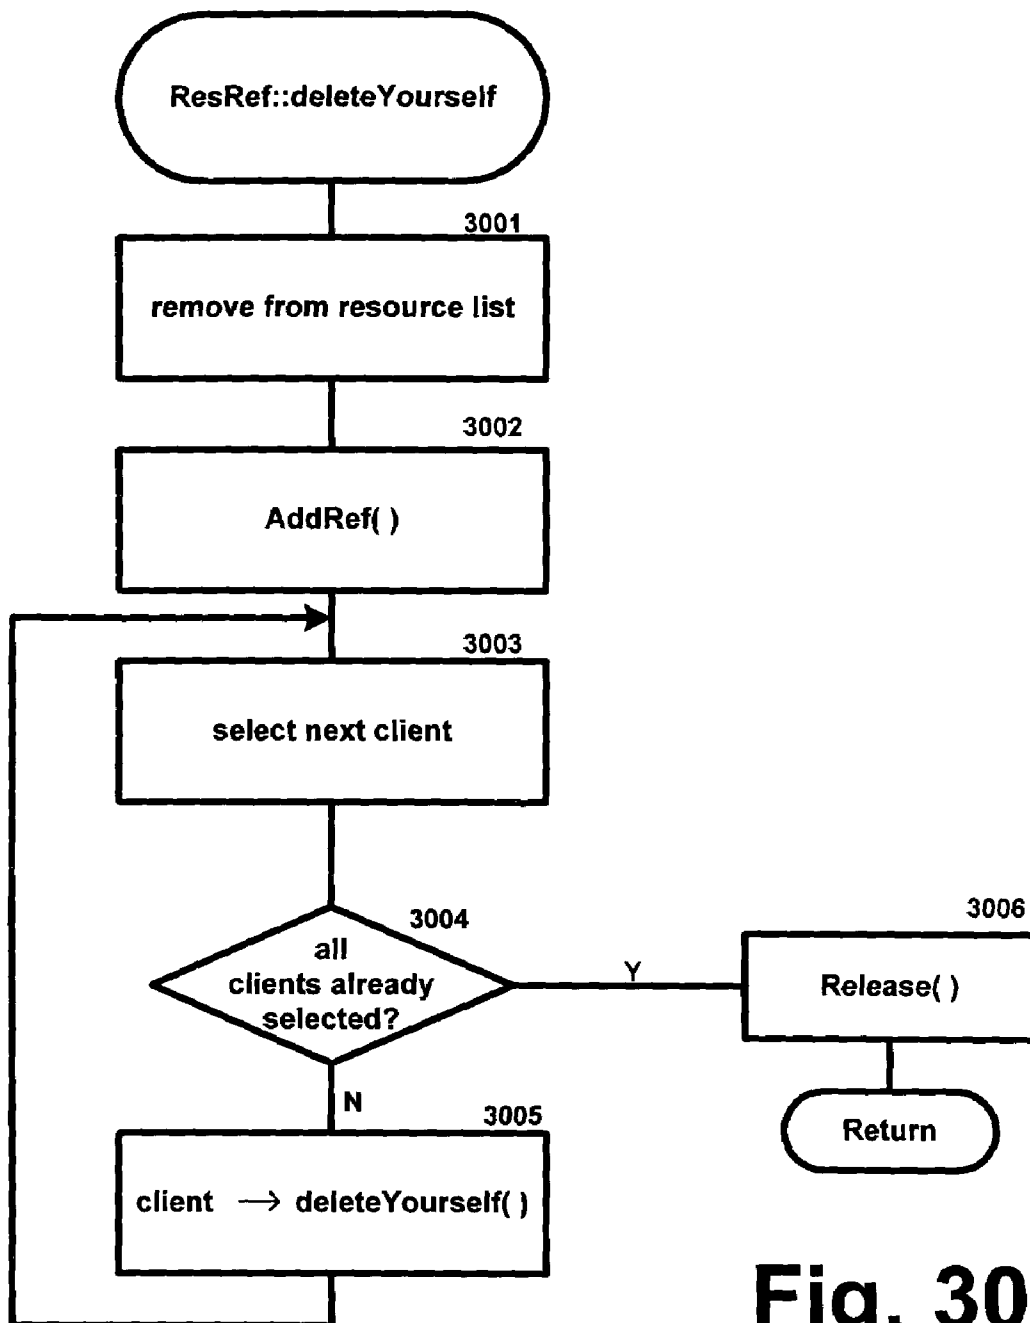 ResRef::deleteYourself
3001
remove from resource list
3002
AddRef( )
3003
select next client
3004
all
clients already
selected?
Y
N
3005
client → deleteYourself( )
3006
Release( )
Return
Fig. 30